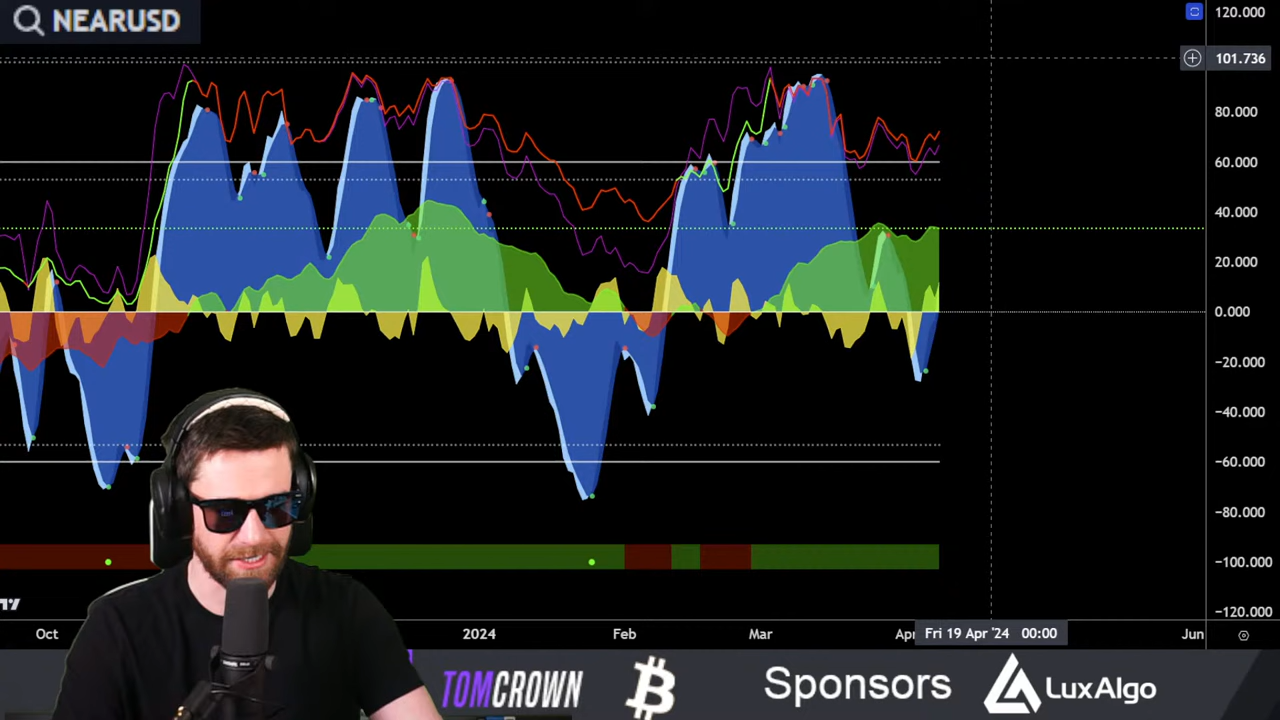 NEARUSD
120.000
101.736
80.000
60.000
40.000
20.000
0.000
−20.000
−40.000
−60.000
−80.000
−100.000
−120.000
Oct
2024
Feb
Mar
Apr
Fri 19 Apr '24 00:00
Jun
TOMCROWN
Sponsors
LuxAlgo